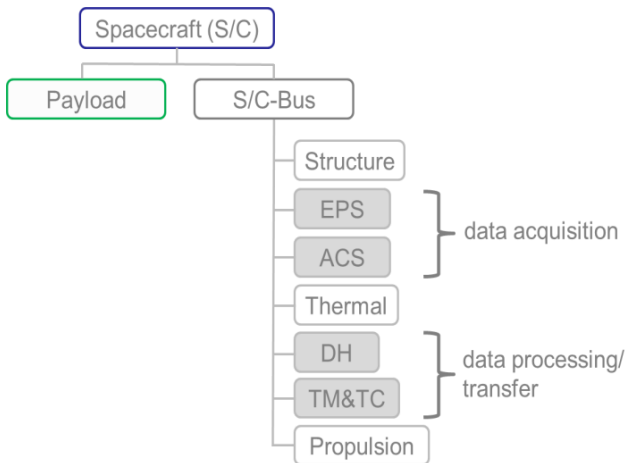 Spacecraft (S/C)
Payload
S/C-Bus
Structure
EPS
data acquisition
ACS
Thermal
DH
data processing/
transfer
TM&TC
Propulsion